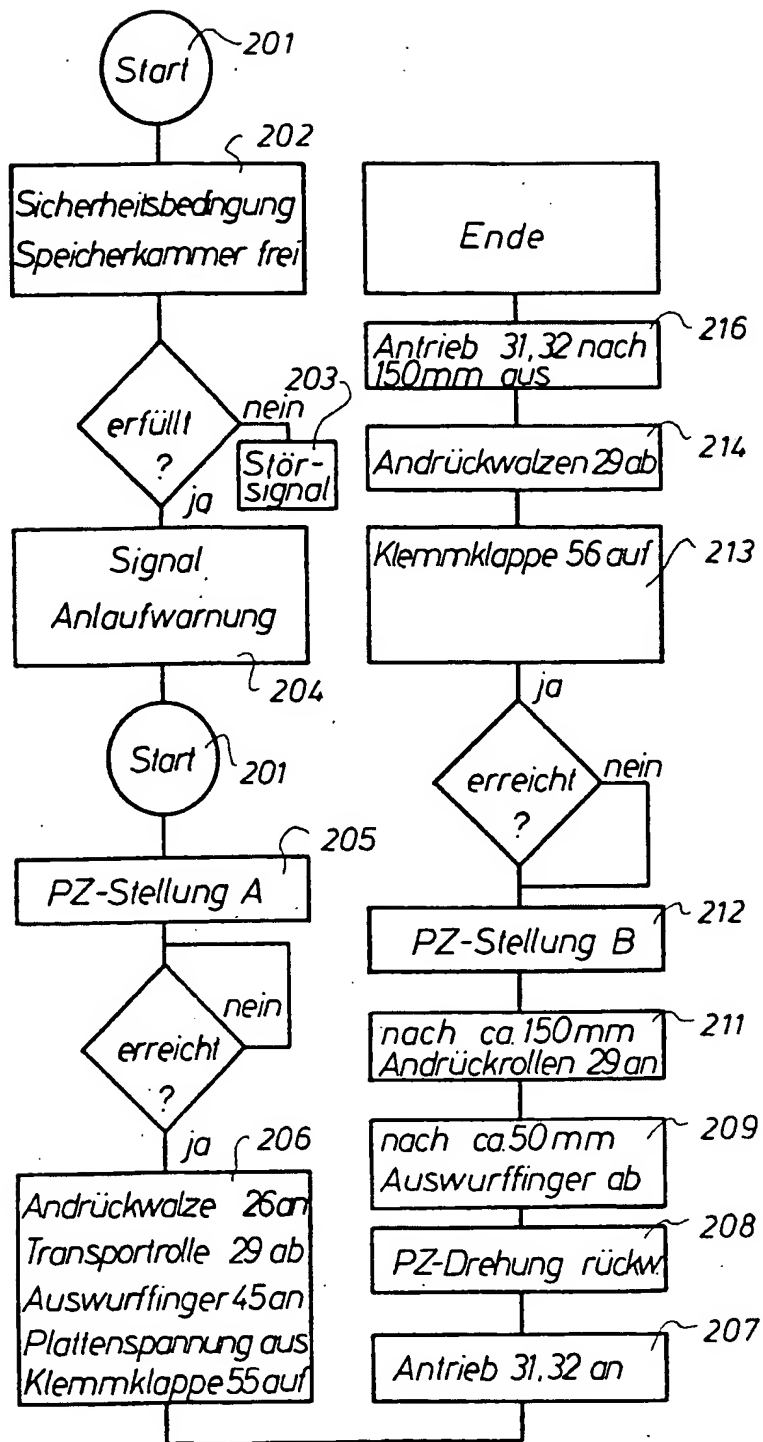 Start
201
202
Sicherheitsbedingung
Speicherkammer frei
erfüllt
?
nein
203
Stör-
signal
ja
Signal
Anlaufwarnung
204
Start
201
205
PZ-Stellung A
nein
erreicht
?
ja
206
Andrückwalze 26 an
Transportrolle 29 ab
Auswurffinger 45 an
Plattenspannung aus
Klemmklappe 55 auf
Ende
216
Antrieb 31, 32 nach
150mm aus
214
Andrückwalzen 29 ab
Klemmklappe 56 auf
213
ja
erreicht
?
nein
212
PZ-Stellung B
211
nach ca. 150mm
Andrückrollen 29 an
209
nach ca. 50 mm
Auswurffinger ab
208
PZ-Drehung rückw.
207
Antrieb 31, 32 an